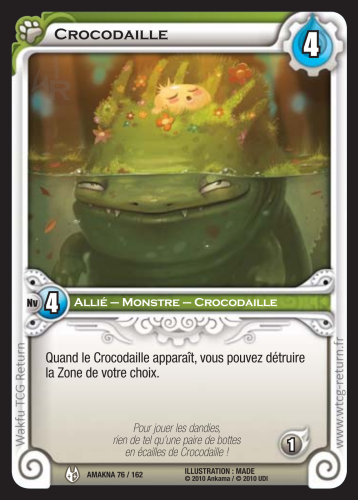 Crocodaille
4
Nv 4
Allié – Monstre – Crocodaille
Quand le Crocodaille apparaît, vous pouvez détruire
la Zone de votre choix.
Pour jouer les dandies,
rien de tel qu'une paire de bottes
en écailles de Crocodaille !
1
AMAKNA 76 / 162
ILLUSTRATION : MADE
© 2010 Ankama / © 2010 UDI
Wakfu TCG Return
www.wtcg-return.fr